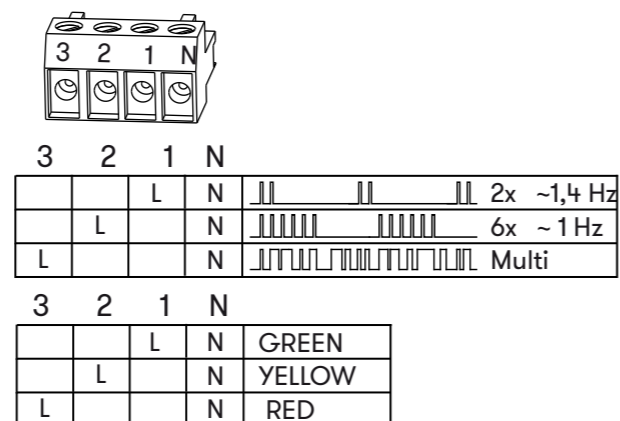 3 2 1 N
3 2 1 N
L N 2x ~1,4 Hz
L N 6x ~ 1 Hz
L N Multi
3 2 1 N
L N GREEN
L N YELLOW
L N RED